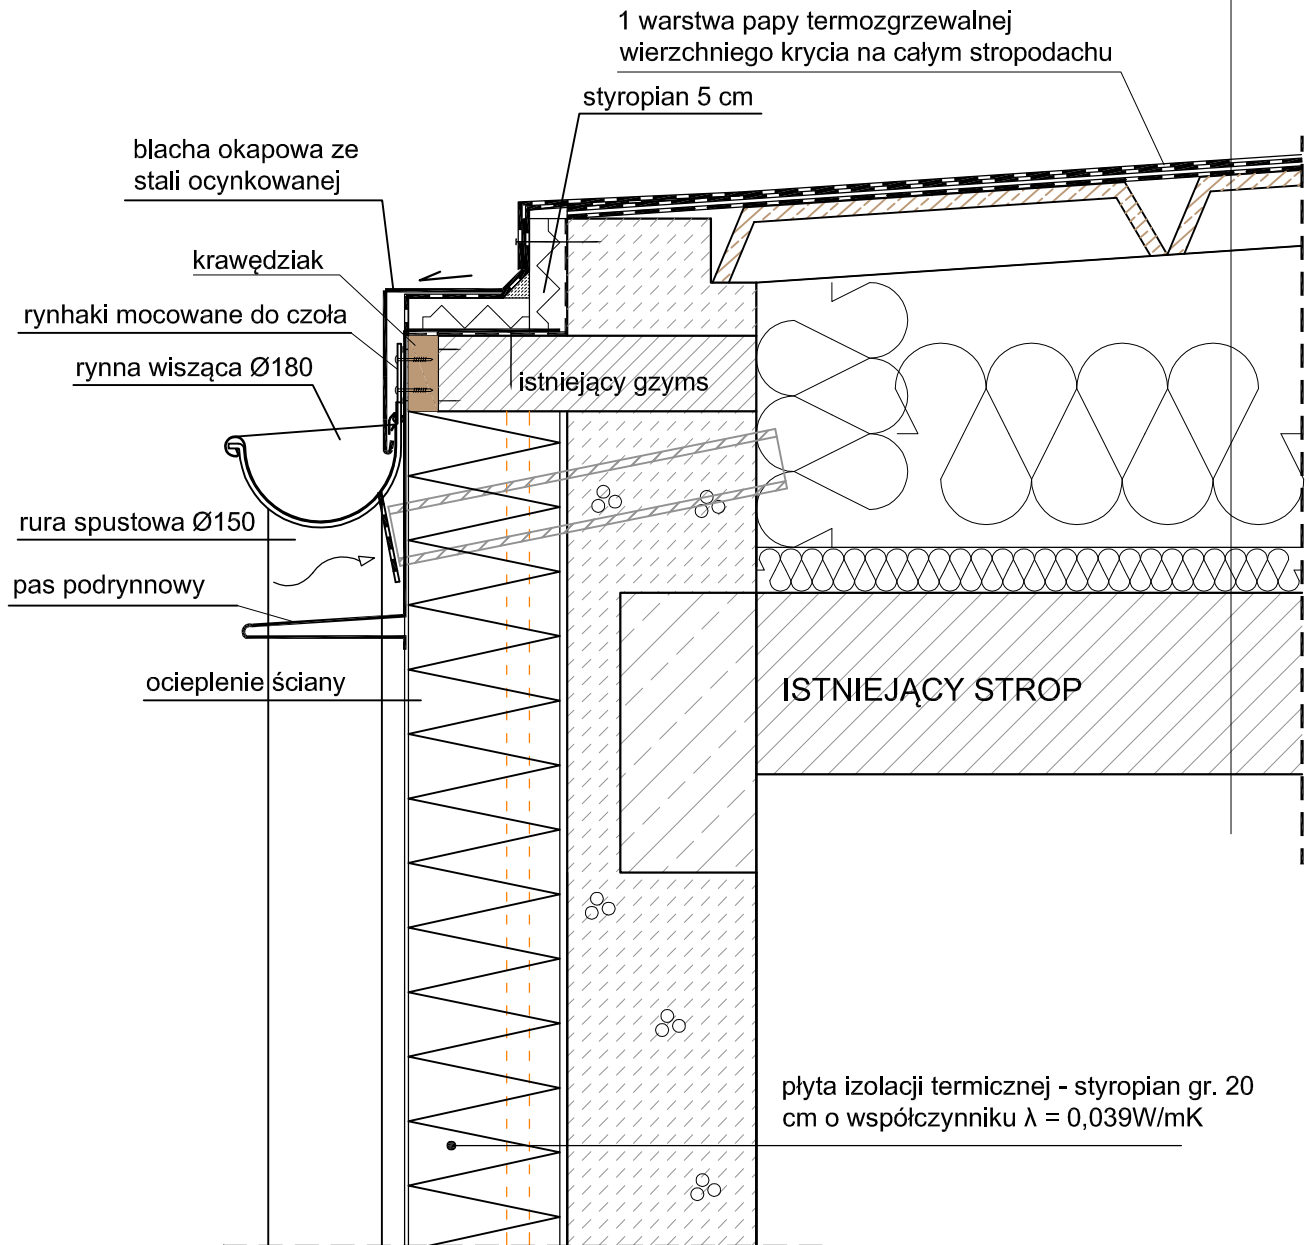 1 warstwa papy termozgrzewalnej
wierzchniego krycia na całym stropodachu
styropian 5 cm
blacha okapowa ze
stali ocynkowanej
krawędziak
rynhaki mocowane do czoła
rynna wisząca Ø180
istniejący gzyms
rura spustowa Ø150
pas podrynnowy
ocieplenie ściany
ISTNIEJĄCY STROP
płyta izolacji termicznej - styropian gr. 20
cm o współczynniku λ = 0,039W/mK